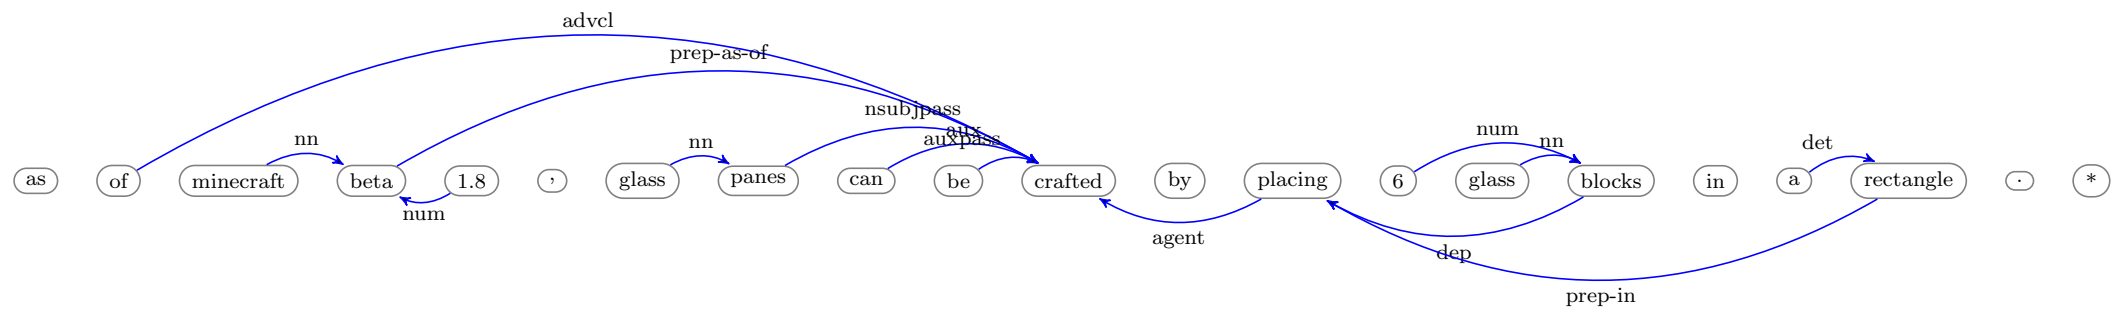 advcl
prep-as-of
nsubjpass
aux
auxpass
nn
nn
num
nn
det
as of minecraft beta 1.8 , glass panes can be crafted by placing 6 glass blocks in a rectangle . *
num
agent
dep
prep-in